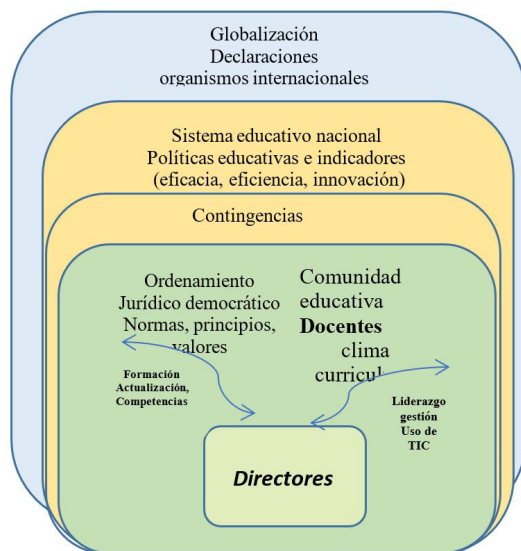 Globalización
Declaraciones
organismos internacionales
Sistema educativo nacional
Políticas educativas e indicadores
(eficacia, eficiencia, innovación)
Contingencias
Ordenamiento
Jurídico democrático
Normas, principios,
valores
Comunidad
educativa
Docentes
clima
curricul
Formación
Actualización,
Competencias
Liderazgo
gestión
Uso de
TIC
Directores